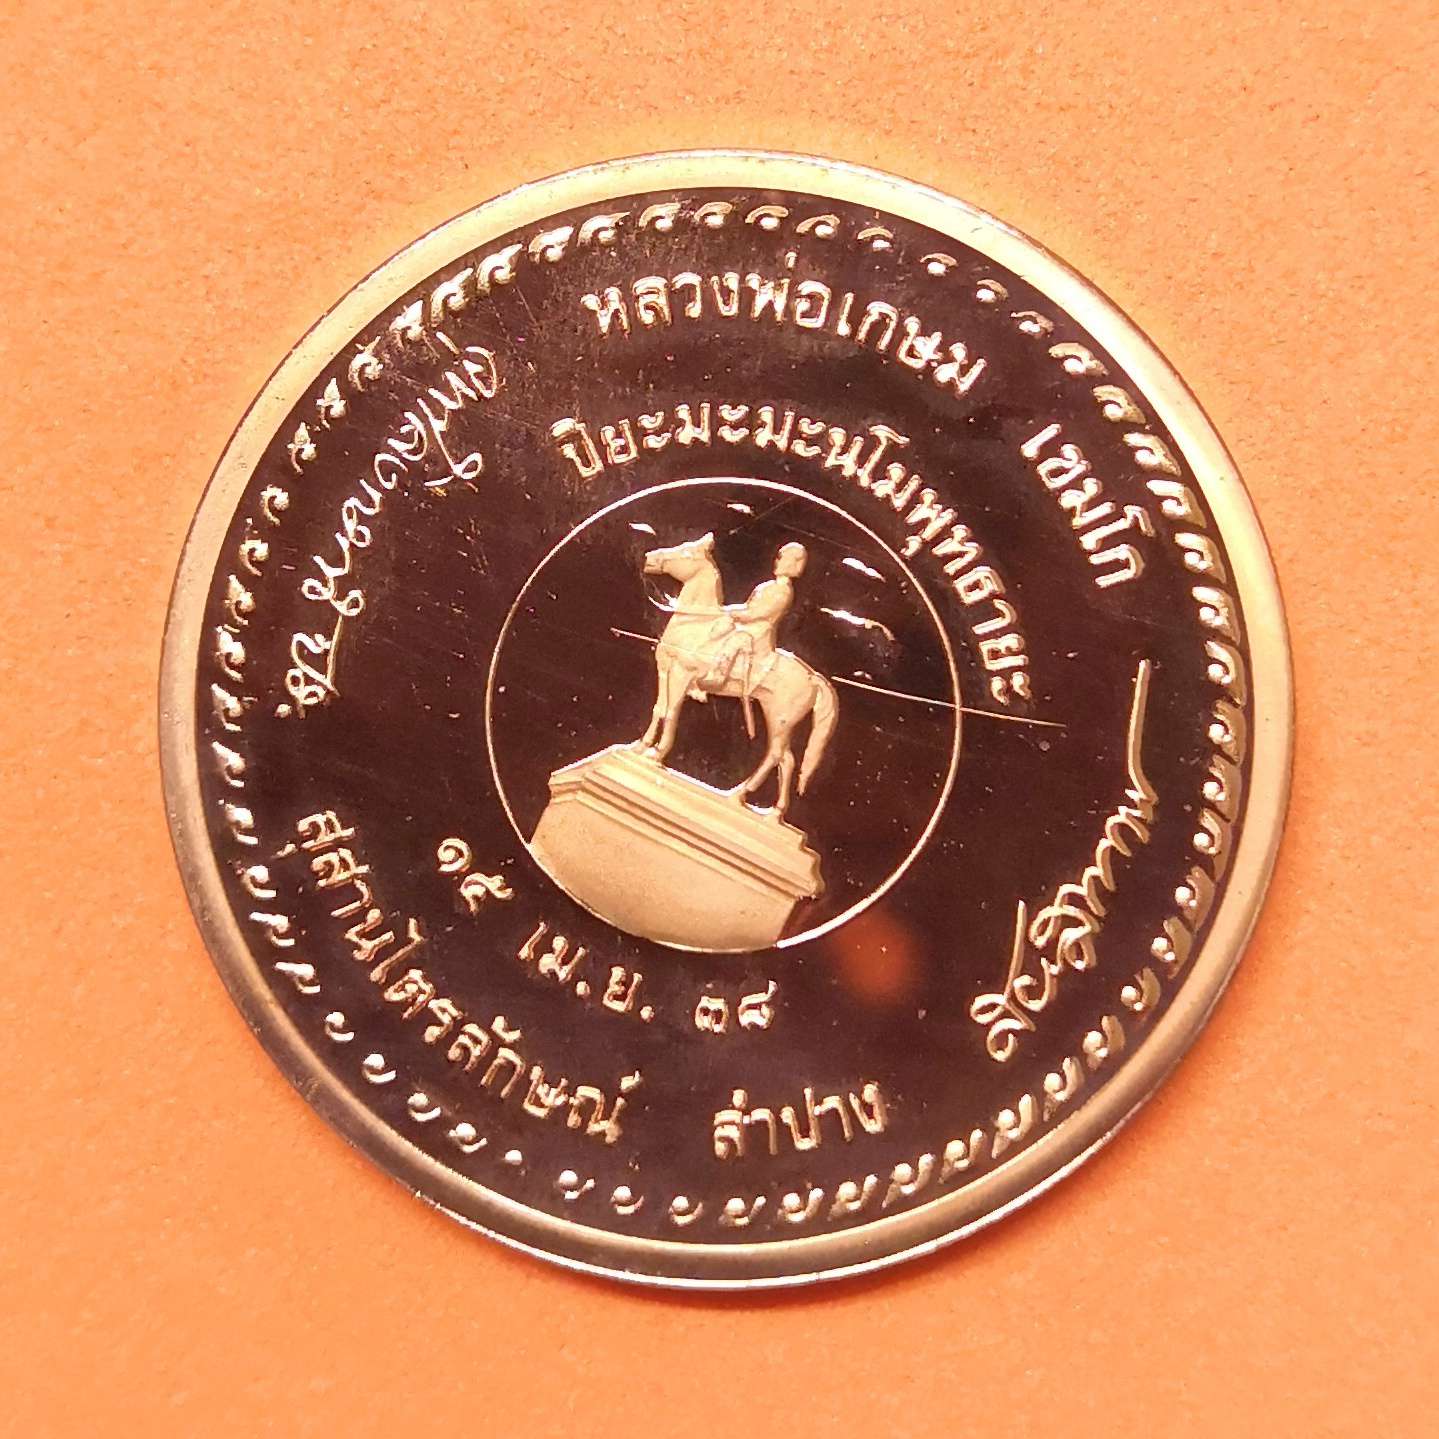 หลวงพ่อเกษม เขมโก
ปิยะมะมะนโมพุทธายะ
๑๕ เม.ย. ๓๘
สุสานไตรลักษณ์ ลำปาง